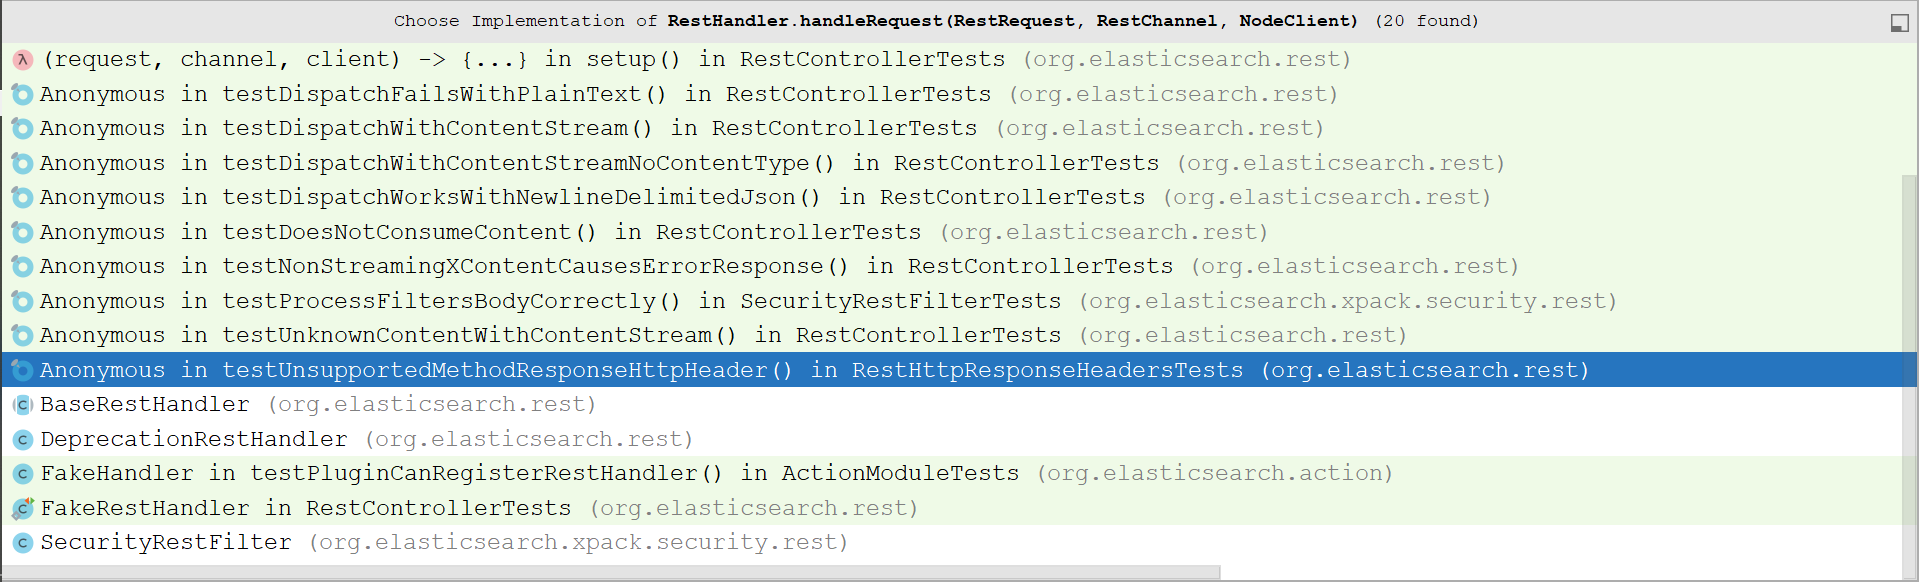 Choose Implementation of RestHandler.handleRequest(RestRequest, RestChannel, NodeClient) (20 found)
λ (request, channel, client) -> {...} in setup() in RestControllerTests (org.elasticsearch.rest)
Anonymous in testDispatchFailsWithPlainText() in RestControllerTests (org.elasticsearch.rest)
Anonymous in testDispatchWithContentStream() in RestControllerTests (org.elasticsearch.rest)
Anonymous in testDispatchWithContentStreamNoContentType() in RestControllerTests (org.elasticsearch.rest)
Anonymous in testDispatchWorksWithNewlineDelimitedJson() in RestControllerTests (org.elasticsearch.rest)
Anonymous in testDoesNotConsumeContent() in RestControllerTests (org.elasticsearch.rest)
Anonymous in testNonStreamingXContentCausesErrorResponse() in RestControllerTests (org.elasticsearch.rest)
Anonymous in testProcessFiltersBodyCorrectly() in SecurityRestFilterTests (org.elasticsearch.xpack.security.rest)
Anonymous in testUnknownContentWithContentStream() in RestControllerTests (org.elasticsearch.rest)
Anonymous in testUnsupportedMethodResponseHttpHeader() in RestHttpResponseHeadersTests (org.elasticsearch.rest)
C BaseRestHandler (org.elasticsearch.rest)
C DeprecationRestHandler (org.elasticsearch.rest)
C FakeHandler in testPluginCanRegisterRestHandler() in ActionModuleTests (org.elasticsearch.action)
C FakeRestHandler in RestControllerTests (org.elasticsearch.rest)
C SecurityRestFilter (org.elasticsearch.xpack.security.rest)